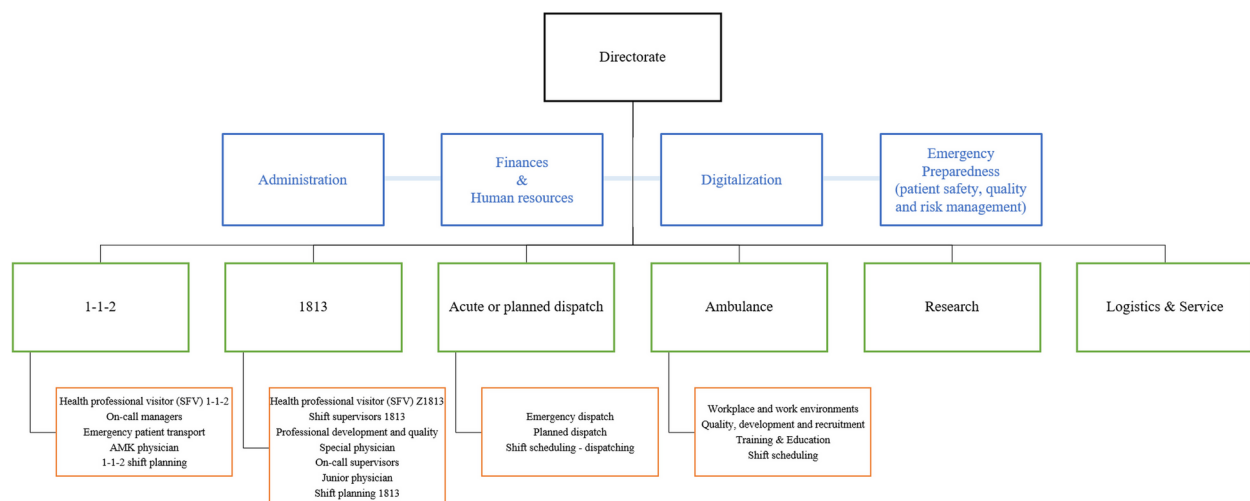 Directorate
Administration
Finances
&
Human resources
Digitalization
Emergency
Preparedness
(patient safety, quality
and risk management)
1-1-2
1813
Acute or planned dispatch
Ambulance
Research
Logistics & Service
Health professional visitor (SFV) 1-1-2
On-call managers
Emergency patient transport
AMK physician
1-1-2 shift planning
Health professional visitor (SFV) Z1813
Shift supervisors 1813
Professional development and quality
Special physician
On-call supervisors
Junior physician
Shift planning 1813
Emergency dispatch
Planned dispatch
Shift scheduling - dispatching
Workplace and work environments
Quality, development and recruitment
Training & Education
Shift scheduling